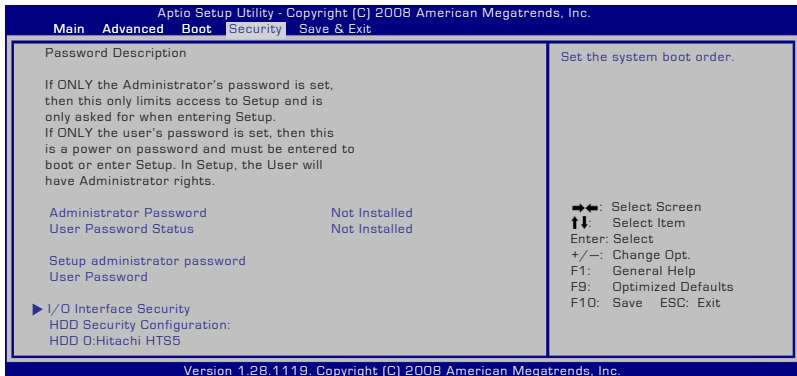 Aptio Setup Utility - Copyright (C) 2008 American Megatrends, Inc.
Main Advanced Boot Security Save & Exit
Password Description
If ONLY the Administrator's password is set,
then this only limits access to Setup and is
only asked for when entering Setup.
If ONLY the user's password is set, then this
is a power on password and must be entered to
boot or enter Setup. In Setup, the User will
have Administrator rights.
Administrator Password Not Installed
User Password Status Not Installed
Setup administrator password
User Password
I/O Interface Security
HDD Security Configuration:
HDD 0:Hitachi HTS5
Set the system boot order.
→←: Select Screen
↑↓: Select Item
Enter: Select
+/—: Change Opt.
F1: General Help
F9: Optimized Defaults
F10: Save ESC: Exit
Version 1.28.1119. Copyright (C) 2008 American Megatrends, Inc.